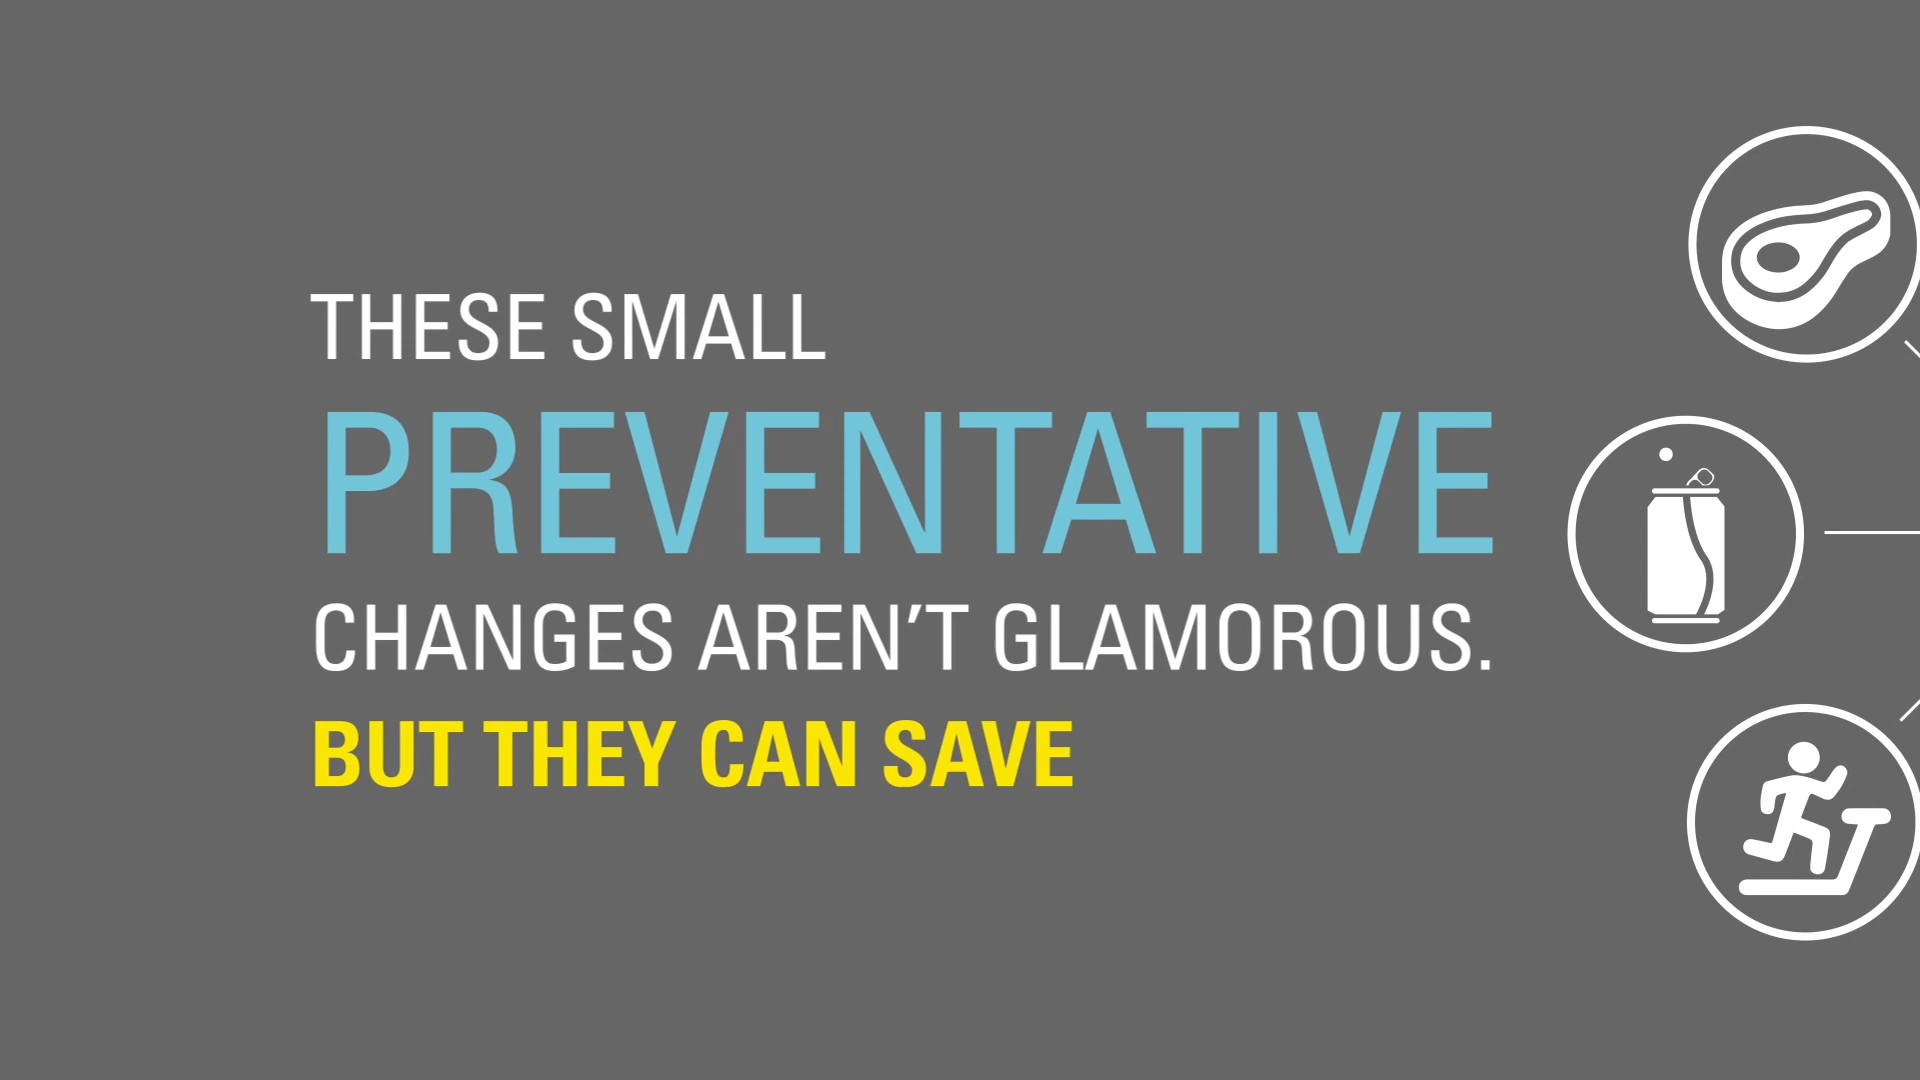 THESE SMALL
PREVENTATIVE
CHANGES AREN’T GLAMOROUS.
BUT THEY CAN SAVE